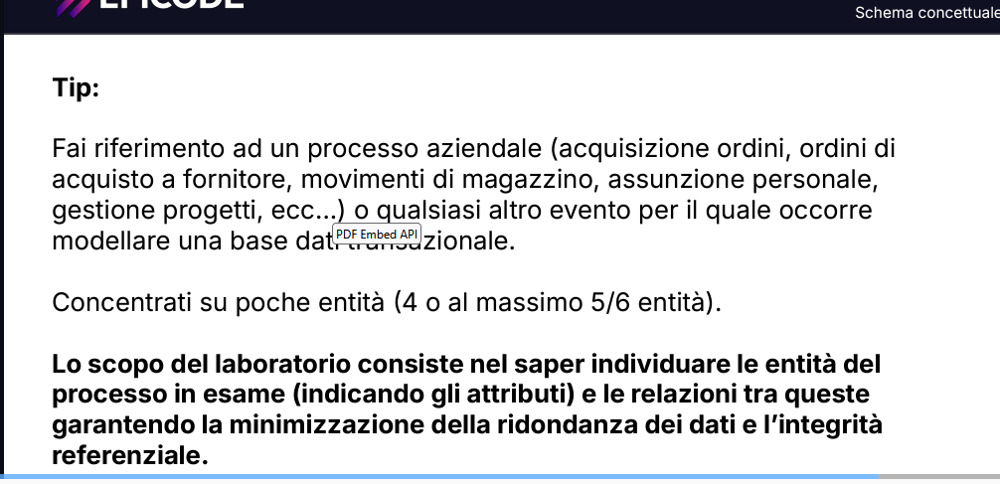 EPICODE
Schema concettuale
Tip:
Fai riferimento ad un processo aziendale (acquisizione ordini, ordini di
acquisto a fornitore, movimenti di magazzino, assunzione personale,
gestione progetti, ecc...) o qualsiasi altro evento per il quale occorre
modellare una base dati transazionale.
PDF Embed API
Concentrati su poche entità (4 o al massimo 5/6 entità).
Lo scopo del laboratorio consiste nel saper individuare le entità del
processo in esame (indicando gli attributi) e le relazioni tra queste
garantendo la minimizzazione della ridondanza dei dati e l’integrità
referenziale.